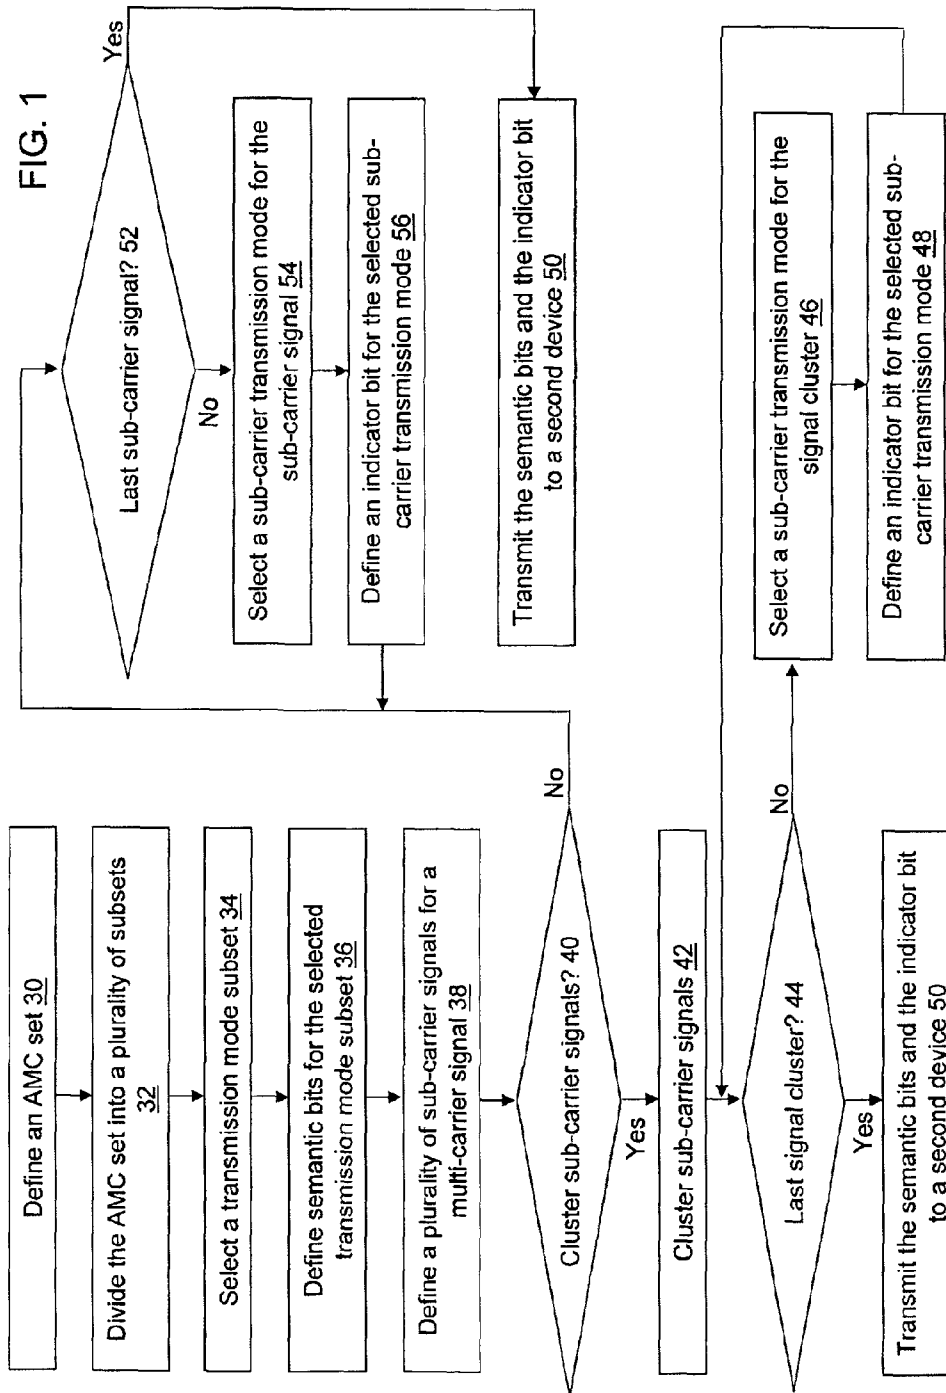 FIG. 1
Define an AMC set 30
Divide the AMC set into a plurality of subsets
32
Select a transmission mode subset 34
Define semantic bits for the selected
transmission mode subset 36
Define a plurality of sub-carrier signals for a
multi-carrier signal 38
Cluster sub-carrier signals? 40
No
Yes
Cluster sub-carrier signals 42
Last signal cluster? 44
No
Yes
Transmit the semantic bits and the indicator bit
to a second device 50
Last sub-carrier signal? 52
Yes
No
Select a sub-carrier transmission mode for the
sub-carrier signal 54
Define an indicator bit for the selected sub-
carrier transmission mode 56
Transmit the semantic bits and the indicator bit
to a second device 50
Select a sub-carrier transmission mode for the
signal cluster 46
Define an indicator bit for the selected sub-
carrier transmission mode 48